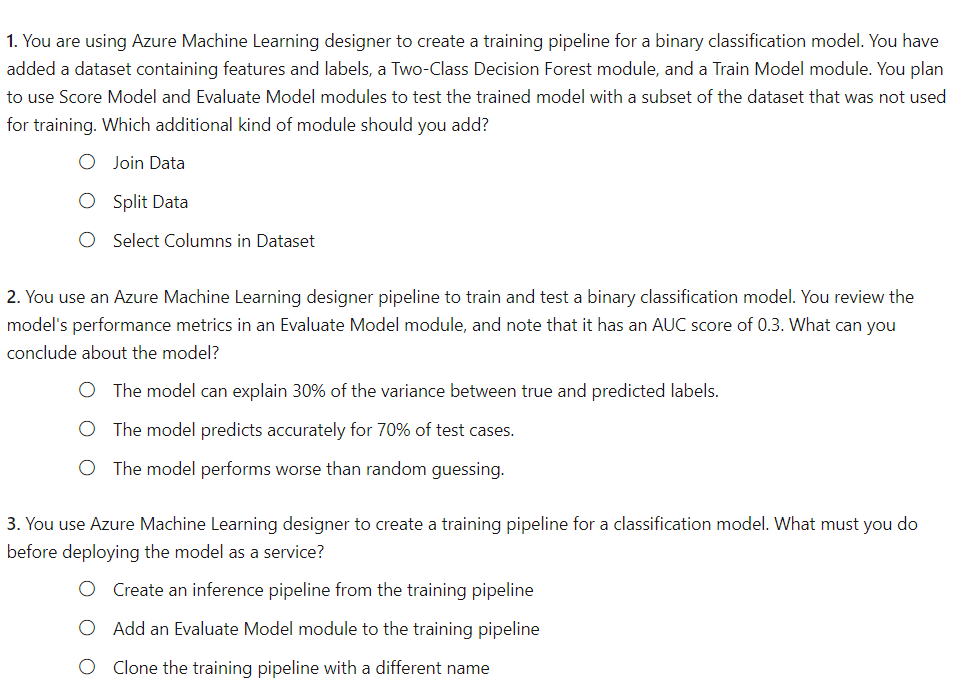 1. You are using Azure Machine Learning designer to create a training pipeline for a binary classification model. You have
added a dataset containing features and labels, a Two-Class Decision Forest module, and a Train Model module. You plan
to use Score Model and Evaluate Model modules to test the trained model with a subset of the dataset that was not used
for training. Which additional kind of module should you add?
Join Data
Split Data
Select Columns in Dataset
2. You use an Azure Machine Learning designer pipeline to train and test a binary classification model. You review the
model's performance metrics in an Evaluate Model module, and note that it has an AUC score of 0.3. What can you
conclude about the model?
The model can explain 30% of the variance between true and predicted labels.
The model predicts accurately for 70% of test cases.
The model performs worse than random guessing.
3. You use Azure Machine Learning designer to create a training pipeline for a classification model. What must you do
before deploying the model as a service?
Create an inference pipeline from the training pipeline
Add an Evaluate Model module to the training pipeline
Clone the training pipeline with a different name